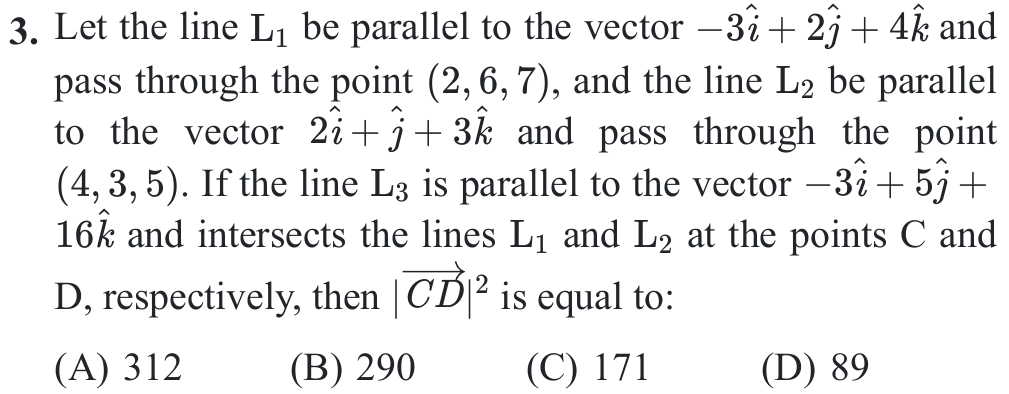 3. Let the line L₁ be parallel to the vector −3î + 2ĵ + 4k̂ and
pass through the point (2, 6, 7), and the line L₂ be parallel
to the vector 2î + ĵ + 3k̂ and pass through the point
(4, 3, 5). If the line L₃ is parallel to the vector −3î + 5ĵ +
16k̂ and intersects the lines L₁ and L₂ at the points C and
D, respectively, then |\overrightarrow{CD}|² is equal to:
(A) 312 (B) 290 (C) 171 (D) 89